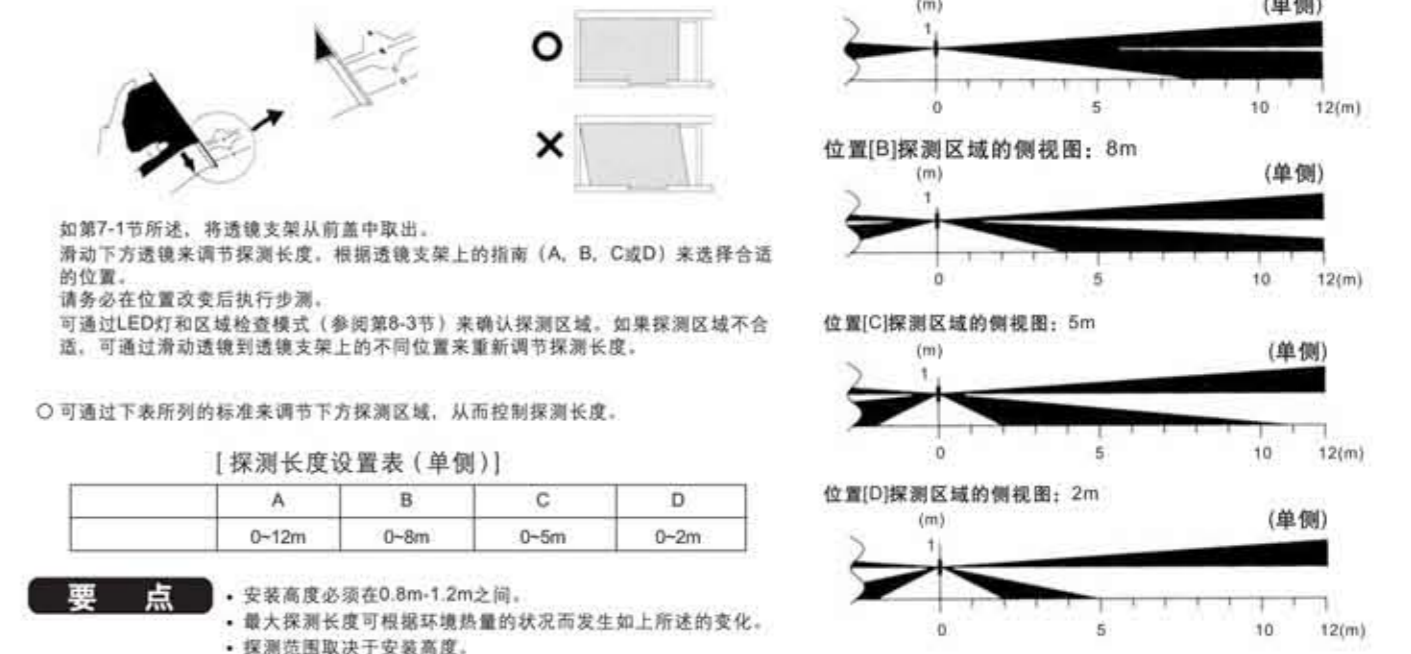 如第7-1节所述，将透镜支架从前盖中取出。
滑动下方透镜来调节探测长度。根据透镜支架上的指南（A，B，C或D）来选择合适
的位置。
请务必在位置改变后执行步测。
可通过LED灯和区域检查模式（参阅第8-3节）来确认探测区域。如果探测区域不合
适，可通过滑动透镜到透镜支架上的不同位置来重新调节探测长度。
○ 可通过下表所列的标准来调节下方探测区域，从而控制探测长度。
[ 探测长度设置表（单侧）]
A B C D
0~12m 0~8m 0~5m 0~2m
要 点
• 安装高度必须在0.8m-1.2m之间。
• 最大探测长度可根据环境热量的状况而发生如上所述的变化。
• 探测范围取决于安装高度。
(m) (单侧)
1
0 5 10 12(m)
位置[B]探测区域的侧视图：8m
(m) (单侧)
1
0 5 10 12(m)
位置[C]探测区域的侧视图：5m
(m) (单侧)
1
0 5 10 12(m)
位置[D]探测区域的侧视图：2m
(m) (单侧)
1
0 5 10 12(m)